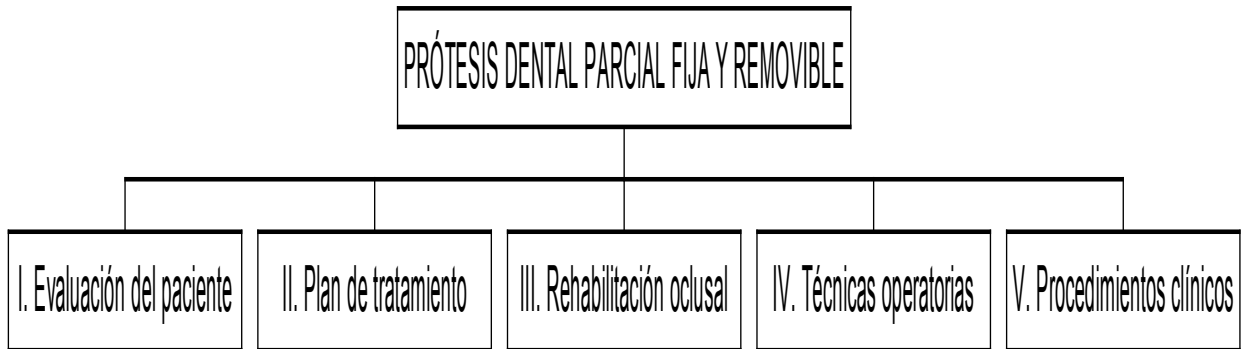 PRÓTESIS DENTAL PARCIAL FIJA Y REMOVIBLE
I. Evaluación del paciente
II. Plan de tratamiento
III. Rehabilitación oclusal
IV. Técnicas operatorias
V. Procedimientos clínicos